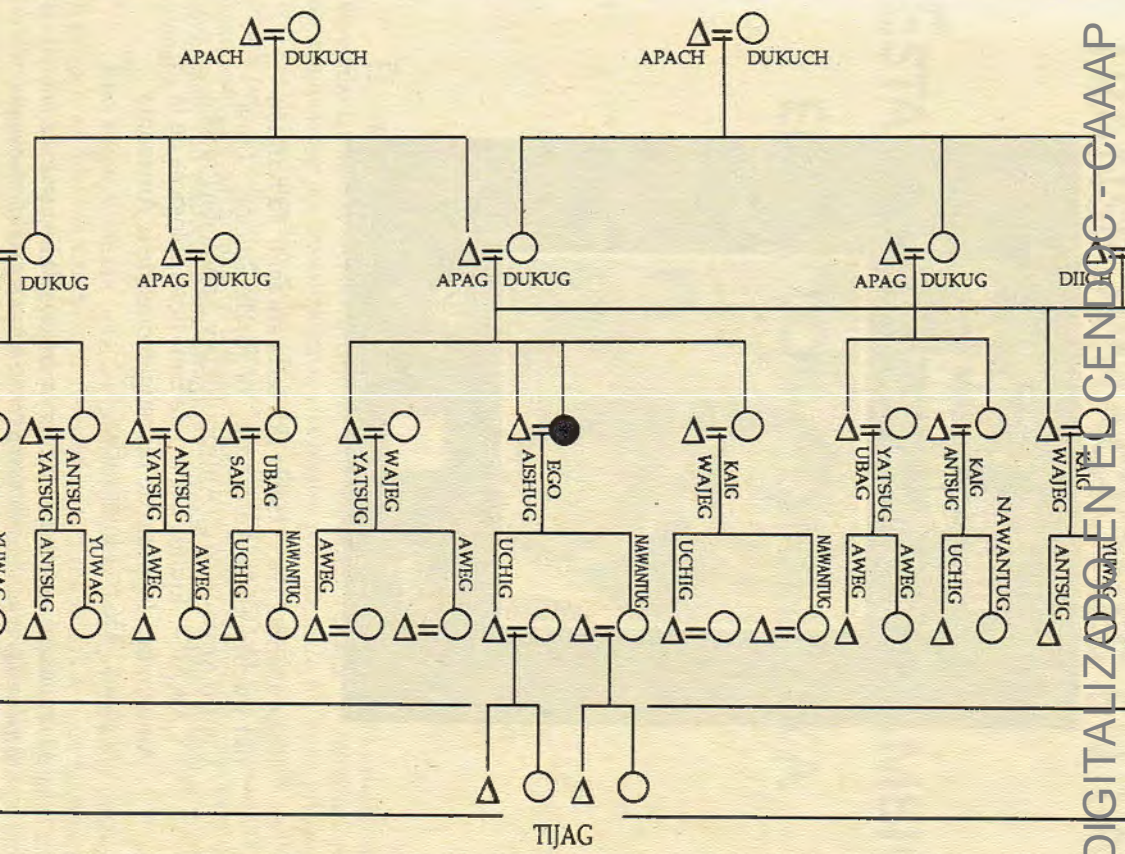 APACH DUKUCH APACH DUKUCH
DUKUG APAG DUKUG APAG DUKUG APAG DUKUG
YATSUG ANTSUG YATSUG ANTSUG SAIG UBAG YATSUG WAJEG AISHUG EGO WAJEG KAIG UBAG YATSUG ANTSUG KAIG WAJEG KAIG
ANTSUG YUWAG AWEG AWEG UCHIG NAWANTUG AWEG AWEG UCHIG NAWANTUG UCHIG NAWANTUG AWEG AWEG UCHIG NAWANTUG ANTSUG YUWAG
TIJAG
DIGITALIZADO EN EL CENDOC - CAAAP